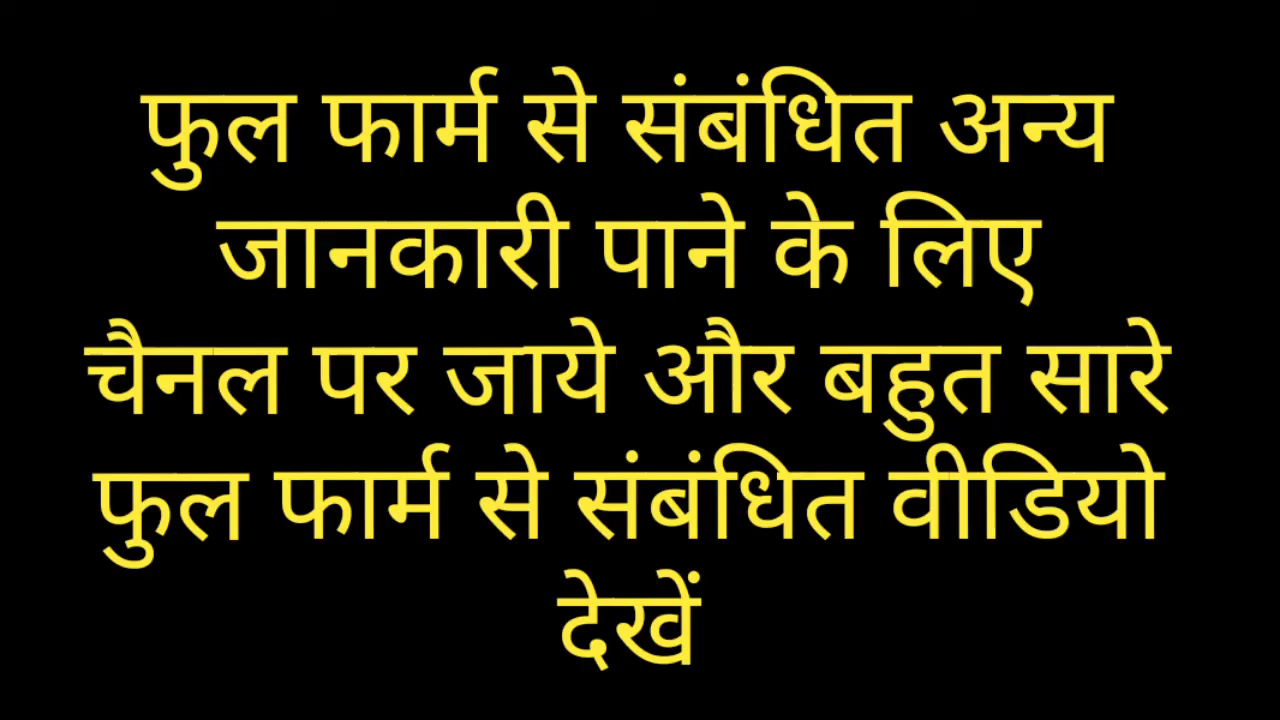 फुल फार्म से संबंधित अन्य
जानकारी पाने के लिए
चैनल पर जाये और बहुत सारे
फुल फार्म से संबंधित वीडियो
देखें